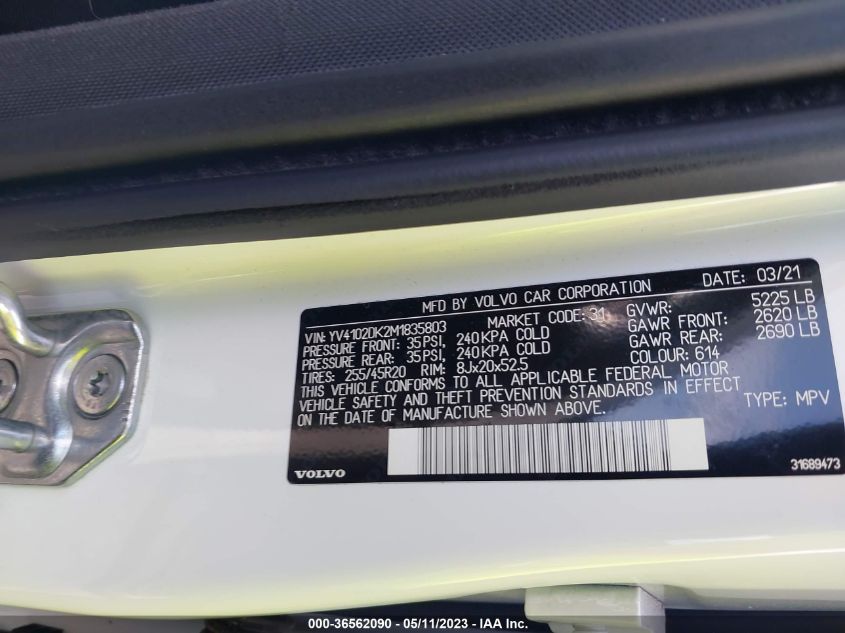 MFD BY VOLVO CAR CORPORATION DATE: 03/21
VIN: YV4102DK2M1835803 MARKET CODE: 31 GVWR: 5225 LB
PRESSURE FRONT: 35PSI, 240KPA COLD GAWR FRONT: 2620 LB
PRESSURE REAR: 35PSI, 240KPA COLD GAWR REAR: 2690 LB
TIRES: 255/45R20 RIM: 8Jx20x52.5 COLOUR: 614
THIS VEHICLE CONFORMS TO ALL APPLICABLE FEDERAL MOTOR
VEHICLE SAFETY AND THEFT PREVENTION STANDARDS IN EFFECT
ON THE DATE OF MANUFACTURE SHOWN ABOVE. TYPE: MPV
VOLVO 31689473
000-36562090 - 05/11/2023 - IAA Inc.